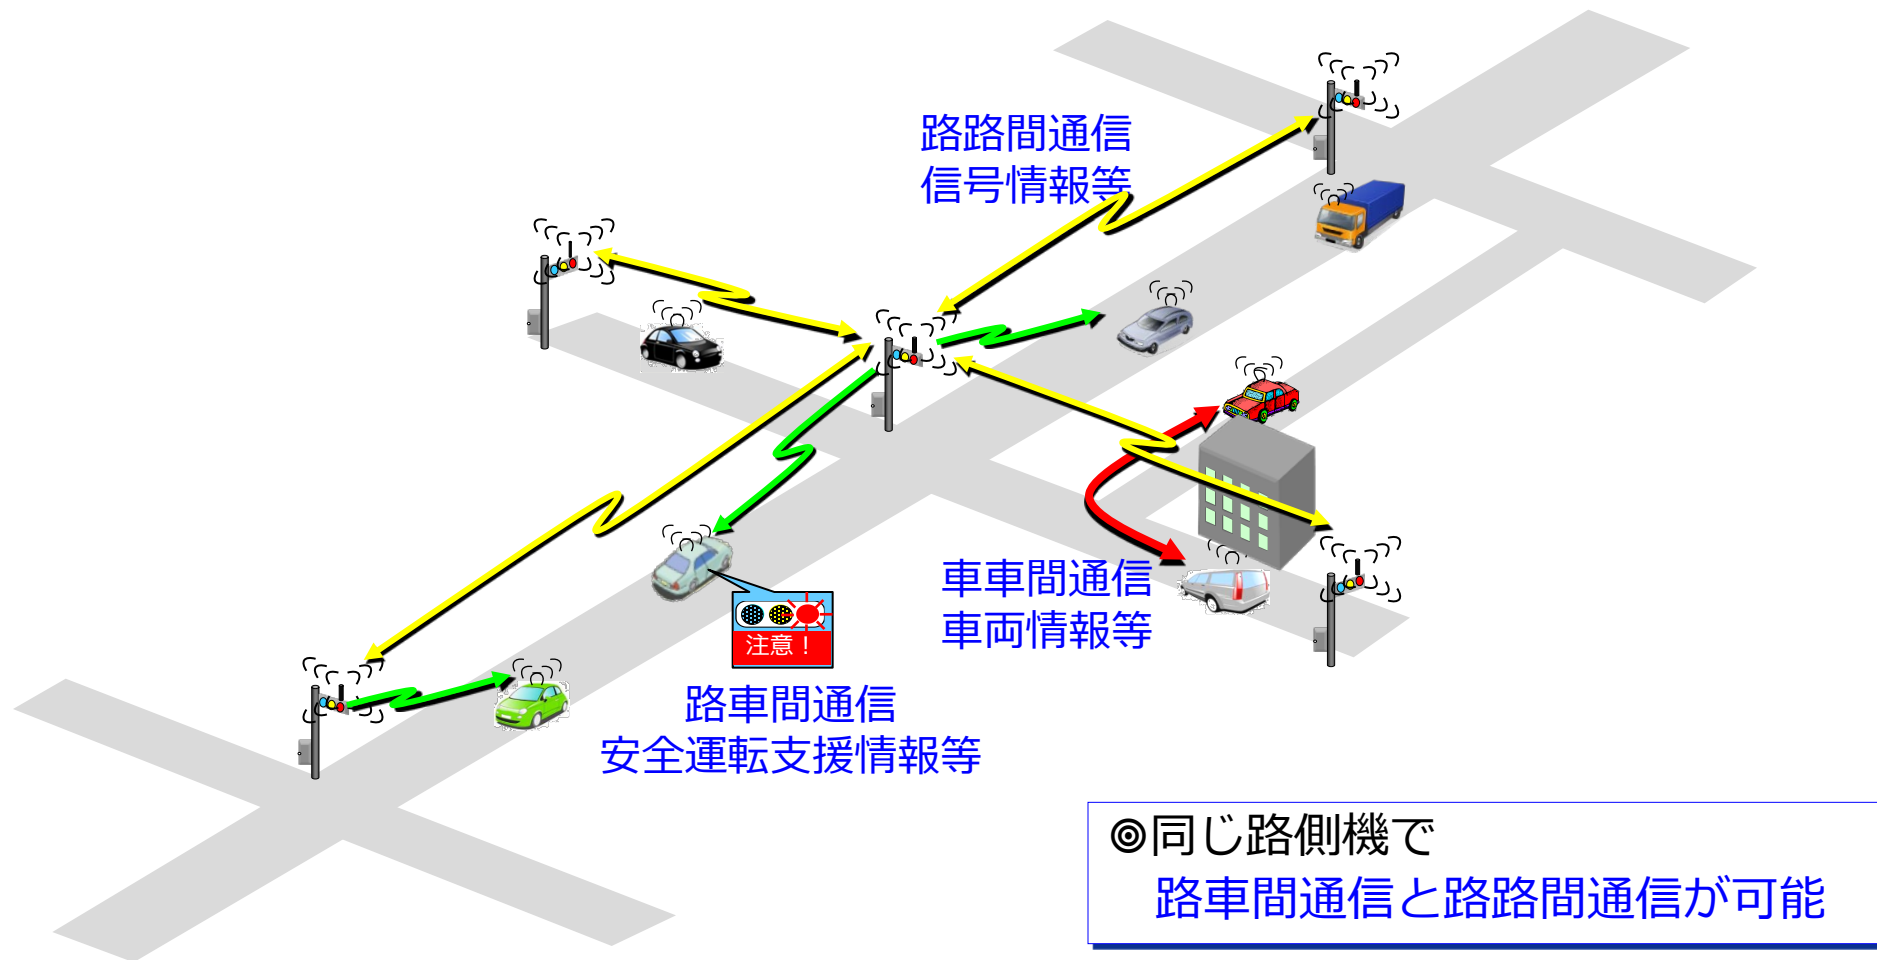 路路間通信
信号情報等
車車間通信
車両情報等
注意！
路車間通信
安全運転支援情報等
◎同じ路側機で
路車間通信と路路間通信が可能